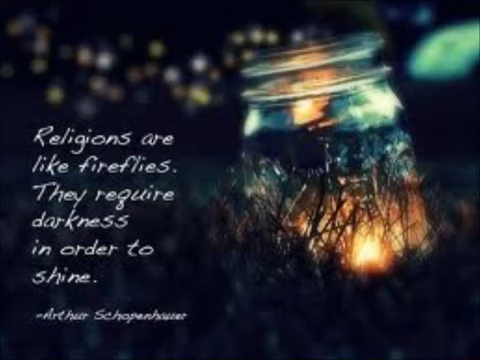 Religions are
like fireflies.
They require
darkness
in order to
shine.
~Arthur Schopenhauer